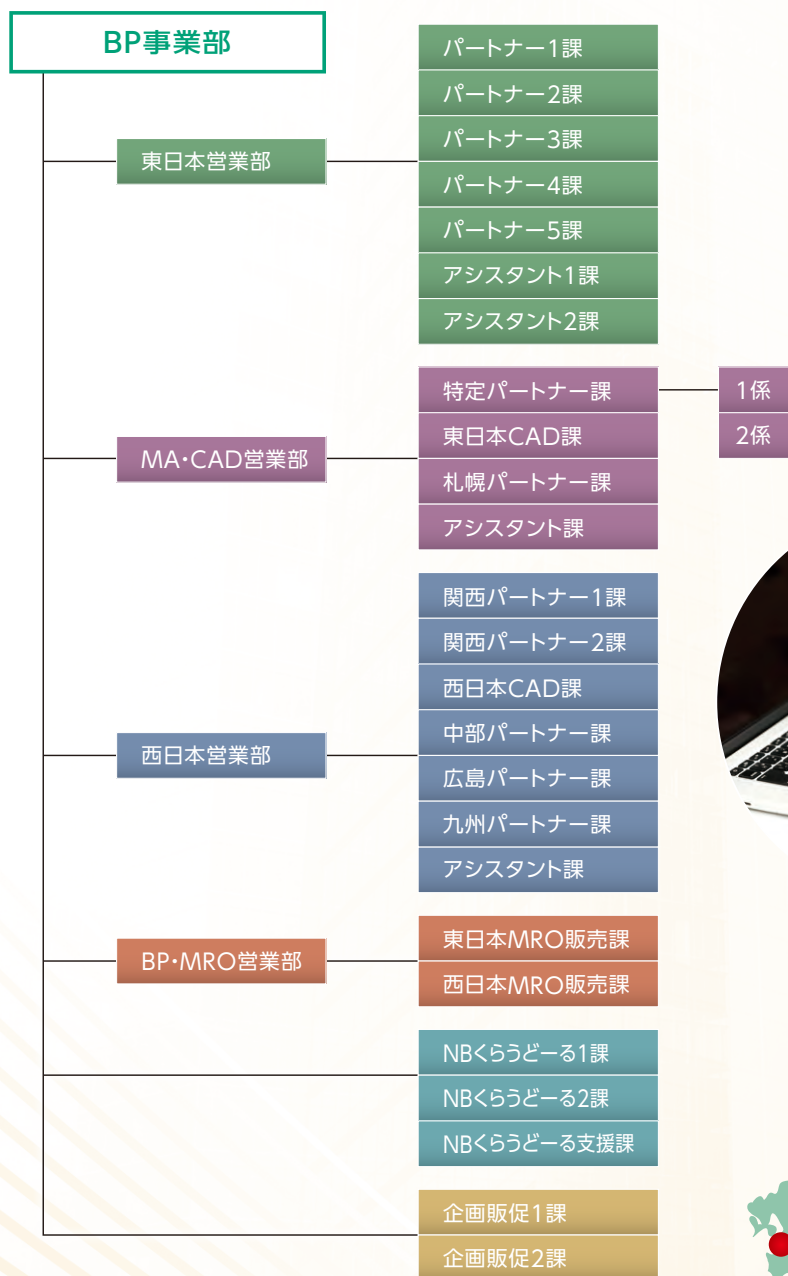 BP事業部
東日本営業部
パートナー1課
パートナー2課
パートナー3課
パートナー4課
パートナー5課
アシスタント1課
アシスタント2課
MA・CAD営業部
特定パートナー課
1係
2係
東日本CAD課
札幌パートナー課
アシスタント課
西日本営業部
関西パートナー1課
関西パートナー2課
西日本CAD課
中部パートナー課
広島パートナー課
九州パートナー課
アシスタント課
BP・MRO営業部
東日本MRO販売課
西日本MRO販売課
NBくらうどーる1課
NBくらうどーる2課
NBくらうどーる支援課
企画販促1課
企画販促2課